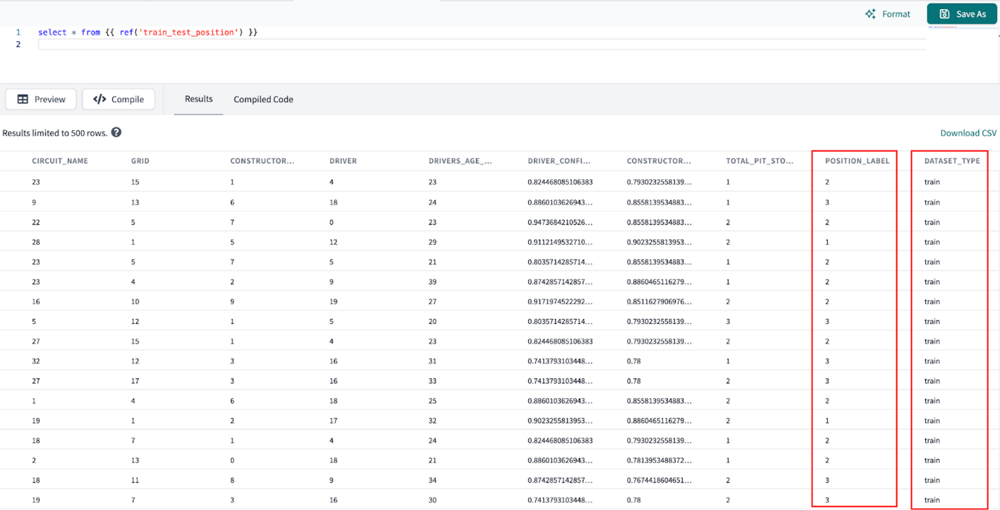 Format
Save As
1 select * from {{ ref('train_test_position') }}
2
Preview
Compile
Results
Compiled Code
Results limited to 500 rows. ?
Download CSV
CIRCUIT_NAME GRID CONSTRUCTOR... DRIVER DRIVERS_AGE_... DRIVER_CONFI... CONSTRUCTOR... TOTAL_PIT_STO... POSITION_LABEL DATASET_TYPE
23 15 1 4 23 0.824468085106383 0.7930232558139... 1 2 train
9 13 6 18 24 0.8860103626943... 0.8558139534883... 1 3 train
22 5 7 0 23 0.9473684210526... 0.8558139534883... 2 2 train
28 1 5 12 29 0.9112149532710... 0.9023255813953... 2 1 train
23 5 7 5 21 0.8035714285714... 0.8558139534883... 1 2 train
23 4 2 9 39 0.8742857142857... 0.8860465116279... 1 2 train
16 10 9 19 27 0.9171974522292... 0.8511627906976... 2 2 train
5 12 1 5 20 0.8035714285714... 0.7930232558139... 3 3 train
27 15 1 4 23 0.824468085106383 0.7930232558139... 2 2 train
32 12 3 16 31 0.7413793103448... 0.78 1 3 train
27 17 3 16 33 0.7413793103448... 0.78 2 3 train
1 4 6 18 25 0.8860103626943... 0.8558139534883... 2 2 train
19 1 2 17 32 0.9023255813953... 0.8860465116279... 2 1 train
18 7 1 4 24 0.824468085106383 0.7930232558139... 1 2 train
2 13 0 18 21 0.8860103626943... 0.7813953488372... 1 2 train
18 11 8 9 34 0.8742857142857... 0.7674418604651... 2 3 train
19 7 3 16 30 0.7413793103448... 0.78 2 3 train